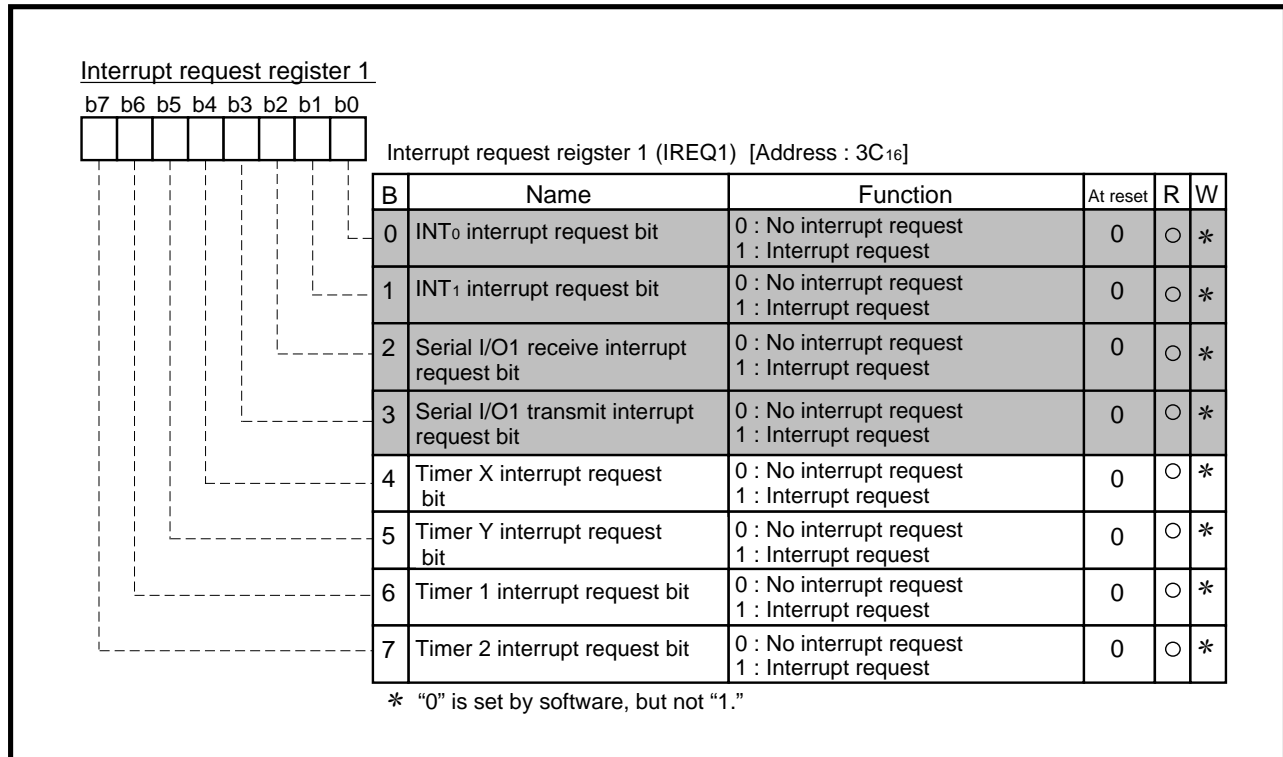 Interrupt request register 1
b7 b6 b5 b4 b3 b2 b1 b0
Interrupt request reigster 1 (IREQ1) [Address : 3C16]
B Name Function At reset R W
0 INT0 interrupt request bit 0 : No interrupt request 0 ○ *
1 : Interrupt request
1 INT1 interrupt request bit 0 : No interrupt request 0 ○ *
1 : Interrupt request
2 Serial I/O1 receive interrupt 0 : No interrupt request 0 ○ *
request bit 1 : Interrupt request
3 Serial I/O1 transmit interrupt 0 : No interrupt request 0 ○ *
request bit 1 : Interrupt request
4 Timer X interrupt request 0 : No interrupt request 0 ○ *
bit 1 : Interrupt request
5 Timer Y interrupt request 0 : No interrupt request 0 ○ *
bit 1 : Interrupt request
6 Timer 1 interrupt request bit 0 : No interrupt request 0 ○ *
1 : Interrupt request
7 Timer 2 interrupt request bit 0 : No interrupt request 0 ○ *
1 : Interrupt request
* “0” is set by software, but not “1.”